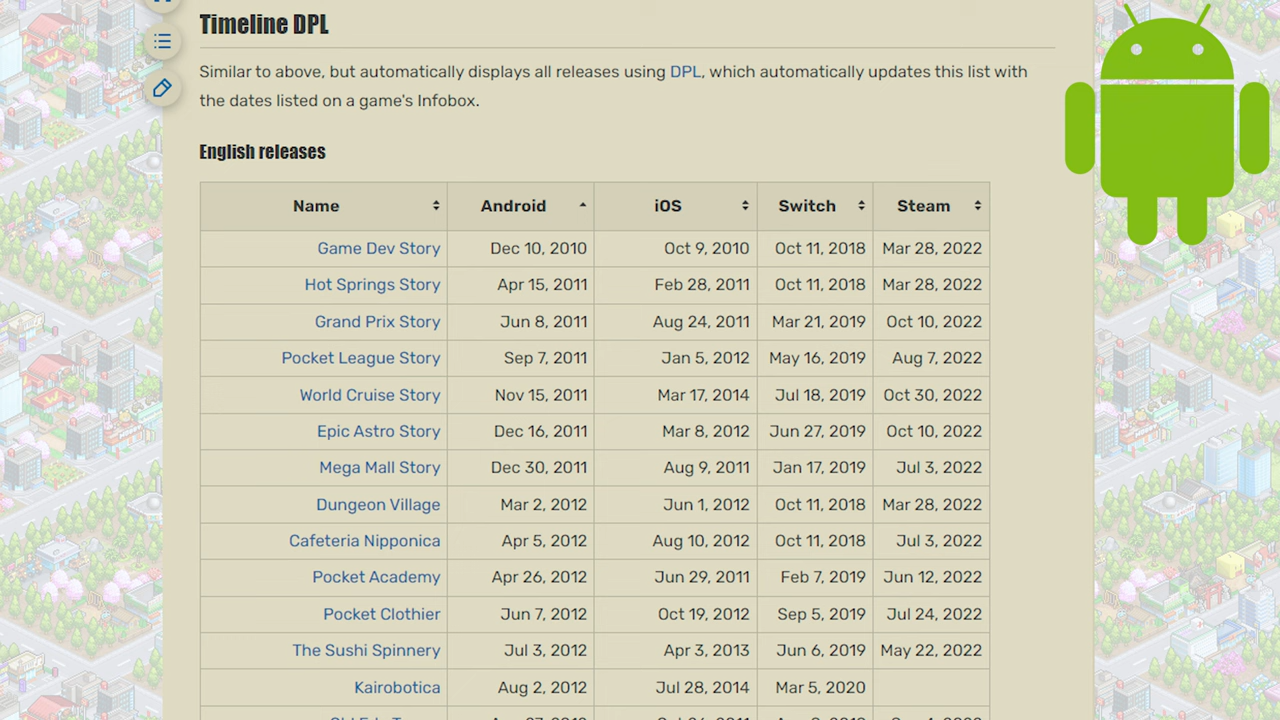 Timeline DPL
Similar to above, but automatically displays all releases using DPL, which automatically updates this list with
the dates listed on a game's Infobox.
English releases
Name Android iOS Switch Steam
Game Dev Story Dec 10, 2010 Oct 9, 2010 Oct 11, 2018 Mar 28, 2022
Hot Springs Story Apr 15, 2011 Feb 28, 2011 Oct 11, 2018 Mar 28, 2022
Grand Prix Story Jun 8, 2011 Aug 24, 2011 Mar 21, 2019 Oct 10, 2022
Pocket League Story Sep 7, 2011 Jan 5, 2012 May 16, 2019 Aug 7, 2022
World Cruise Story Nov 15, 2011 Mar 17, 2014 Jul 18, 2019 Oct 30, 2022
Epic Astro Story Dec 16, 2011 Mar 8, 2012 Jun 27, 2019 Oct 10, 2022
Mega Mall Story Dec 30, 2011 Aug 9, 2011 Jan 17, 2019 Jul 3, 2022
Dungeon Village Mar 2, 2012 Jun 1, 2012 Oct 11, 2018 Mar 28, 2022
Cafeteria Nipponica Apr 5, 2012 Aug 10, 2012 Oct 11, 2018 Jul 3, 2022
Pocket Academy Apr 26, 2012 Jun 29, 2011 Feb 7, 2019 Jun 12, 2022
Pocket Clothier Jun 7, 2012 Oct 19, 2012 Sep 5, 2019 Jul 24, 2022
The Sushi Spinnery Jul 3, 2012 Apr 3, 2013 Jun 6, 2019 May 22, 2022
Kairobotica Aug 2, 2012 Jul 28, 2014 Mar 5, 2020